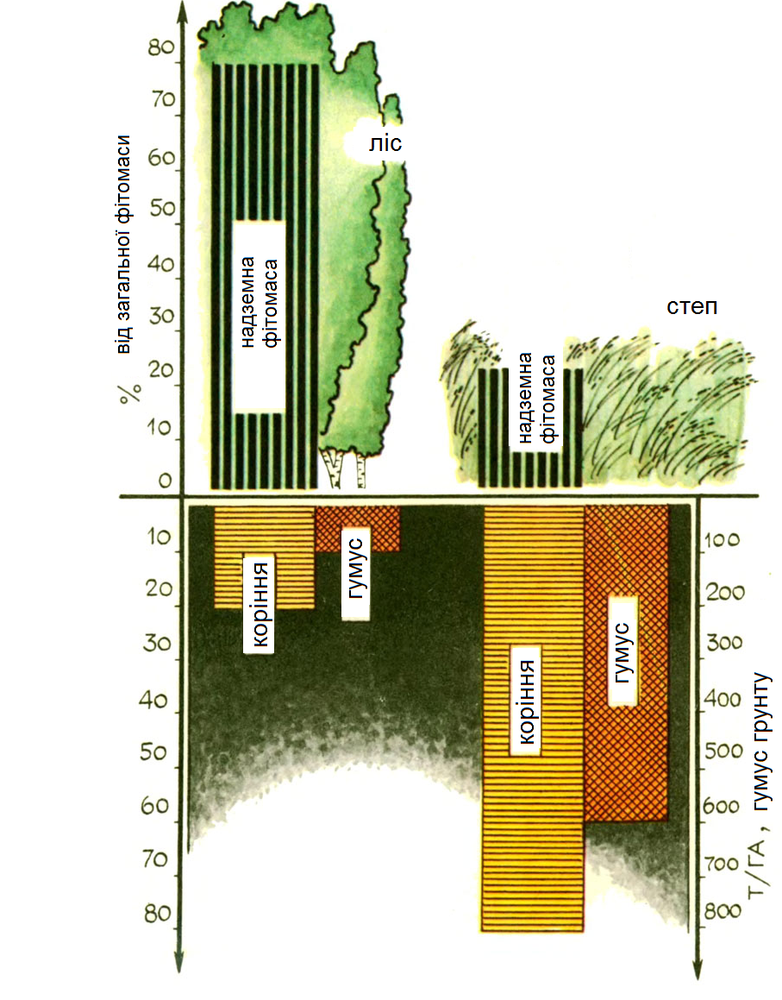 80
70
60
50
40
30
20
10
0
% від загальної фітомаси
ліс
надземна
фітомаса
степ
надземна
фітомаса
10
20
30
40
50
60
70
80
коріння
гумус
коріння
гумус
100
200
300
400
500
600
700
800
Т/ГА, гумус грунту